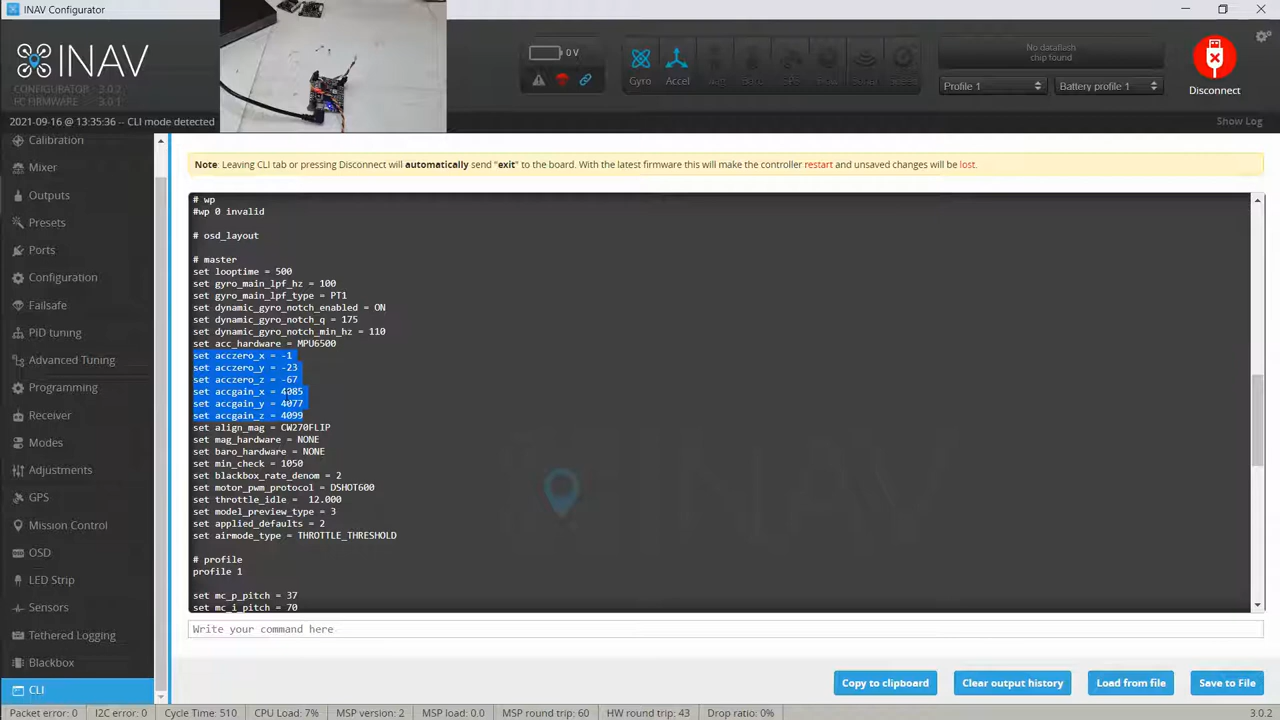 INAV Configurator
INAV
CONFIGURATOR 3.0.2
FC FIRMWARE 3.0.1
0 V
Gyro
Accel
No dataflash
chip found
Profile 1
Battery profile 1
Disconnect
2021-09-16 @ 13:35:36 -- CLI mode detected
Show Log
Calibration
Mixer
Outputs
Presets
Ports
Configuration
Failsafe
PID tuning
Advanced Tuning
Programming
Receiver
Modes
Adjustments
GPS
Mission Control
OSD
LED Strip
Sensors
Tethered Logging
Blackbox
CLI
Note: Leaving CLI tab or pressing Disconnect will automatically send "exit" to the board. With the latest firmware this will make the controller restart and unsaved changes will be lost.
# wp
#wp 0 invalid
# osd_layout
# master
set looptime = 500
set gyro_main_lpf_hz = 100
set gyro_main_lpf_type = PT1
set dynamic_gyro_notch_enabled = ON
set dynamic_gyro_notch_q = 175
set dynamic_gyro_notch_min_hz = 110
set acc_hardware = MPU6500
set acczero_x = -1
set acczero_y = -23
set acczero_z = -67
set accgain_x = 4085
set accgain_y = 4077
set accgain_z = 4099
set align_mag = CW270FLIP
set mag_hardware = NONE
set baro_hardware = NONE
set min_check = 1050
set blackbox_rate_denom = 2
set motor_pwm_protocol = DSHOT600
set throttle_idle =  12.000
set model_preview_type = 3
set applied_defaults = 2
set airmode_type = THROTTLE_THRESHOLD
# profile
profile 1
set mc_p_pitch = 37
set mc_i_pitch = 70
Write your command here
Copy to clipboard
Clear output history
Load from file
Save to File
Packet error: 0
I2C error: 0
Cycle Time: 510
CPU Load: 7%
MSP version: 2
MSP load: 0.0
MSP round trip: 60
HW round trip: 43
Drop ratio: 0%
3.0.2